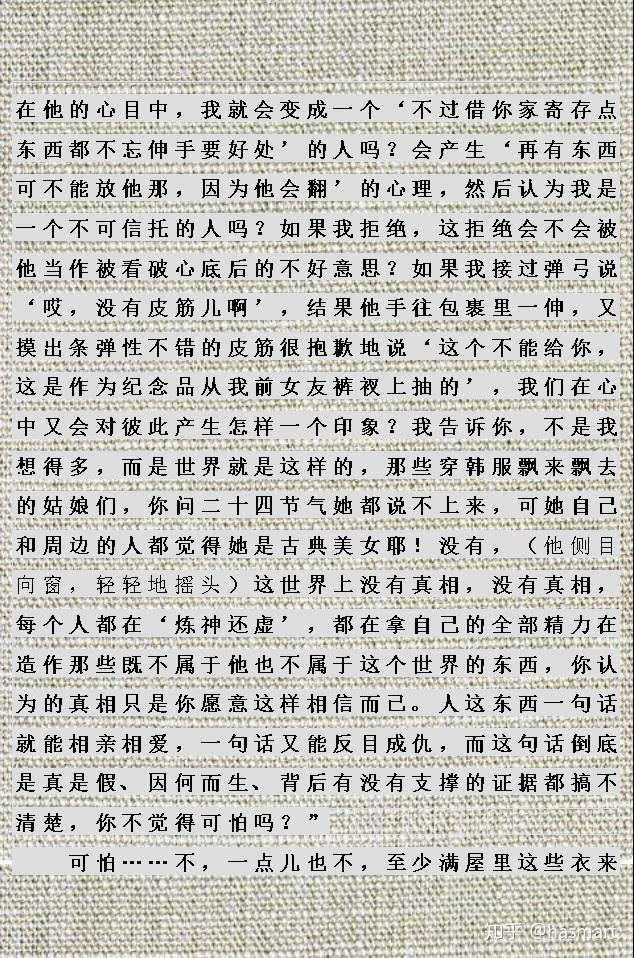 在他的心目中，我就会变成一个‘不过借你家寄存点
东西都不忘伸手要好处’的人吗？会产生‘再有东西
可不能放他那，因为他会翻’的心理，然后认为我是
一个不可信托的人吗？如果我拒绝，这拒绝会不会被
他当作被看破心底后的不好意思？如果我接过弹弓说
‘哎，没有皮筋儿啊’，结果他手往包裹里一伸，又
摸出条弹性不错的皮筋很抱歉地说‘这个不能给你，
这是作为纪念品从我前女友裤衩上抽的’，我们在心
中又会对彼此产生怎样一个印象？我告诉你，不是我
想得多，而是世界就是这样的，那些穿韩服飘来飘去
的姑娘们，你问二十四节气她都说不上来，可她自己
和周边的人都觉得她是古典美女耶！没有，（他侧目
向窗，轻轻地摇头）这世界上没有真相，没有真相，
每个人都在‘炼神还虚’，都在拿自己的全部精力在
造作那些既不属于他也不属于这个世界的东西，你认
为的真相只是你愿意这样相信而己。人这东西一句话
就能相亲相爱，一句话又能反目成仇，而这句话倒底
是真是假、因何而生、背后有没有支撑的证据都搞不
清楚，你不觉得可怕吗？”
可怕……不，一点儿也不，至少满屋里这些衣来
知乎 @hasmart